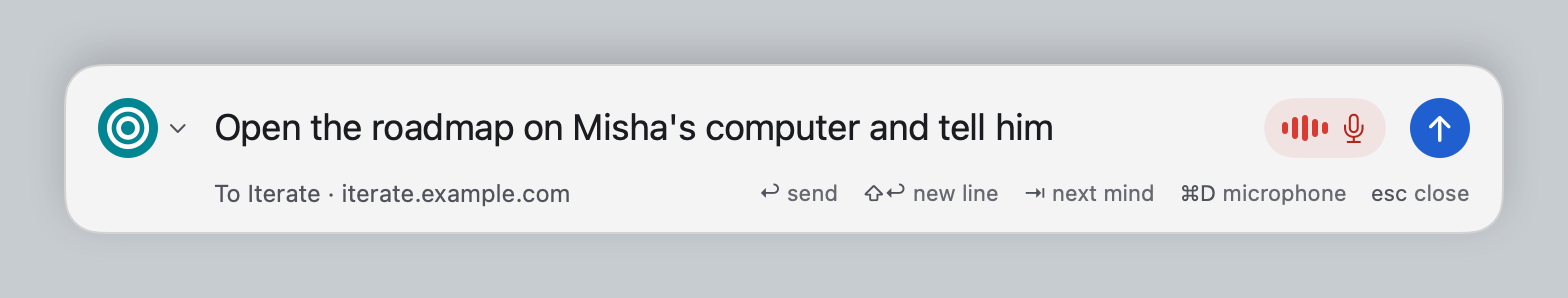 Open the roadmap on Misha's computer and tell him
To Iterate · iterate.example.com ↩ send ⇧↩ new line ⇥ next mind ⌘D microphone esc close